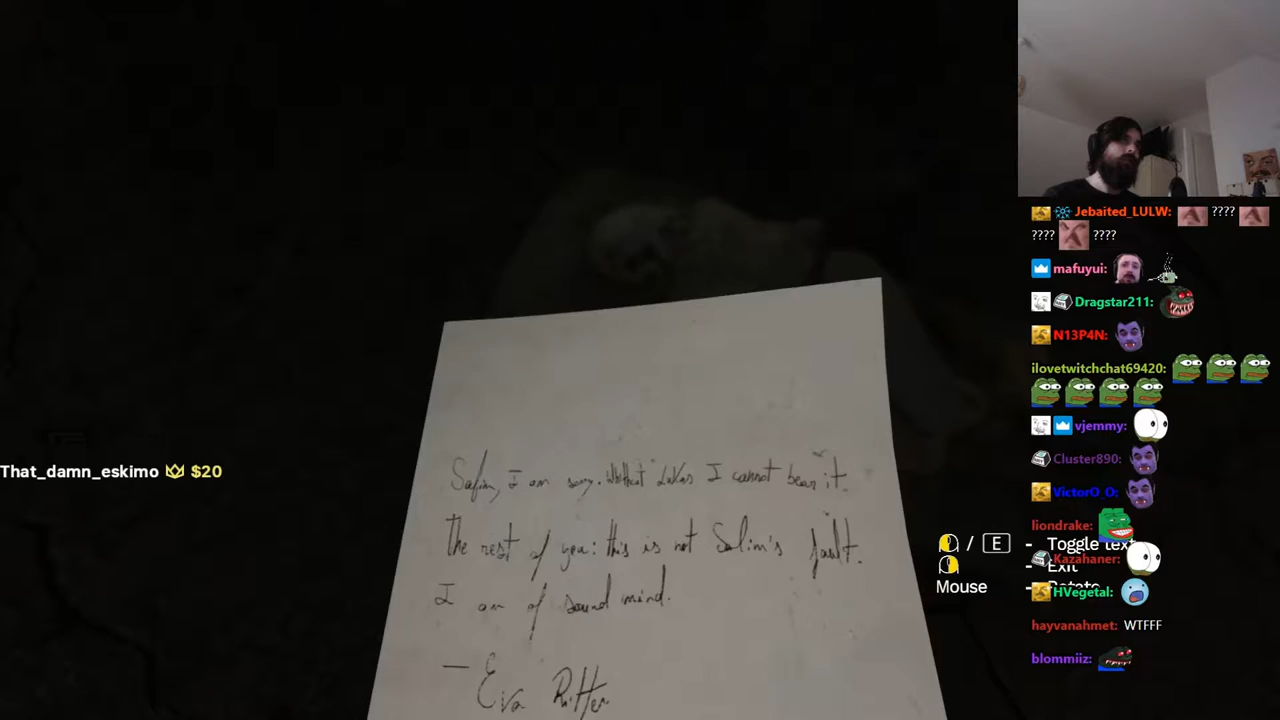 Jebaited_LULW: ????
???? ????
mafuyui:
Dragstar211:
N13P4N:
ilovetwitchchat69420:
vjemmy:
Cluster890:
VictorO_O:
liondrake:
Kazahaner:
HVegetal:
hayvanahmet: WTFFF
blommiiz:
That_damn_eskimo $20
Salim, I am sorry. Without Lukas I cannot bear it.
The rest of you: this is not Salim's fault.
I am of sound mind.
— Eva Ritter
/ E - Toggle text
- Exit
Mouse - Rotate